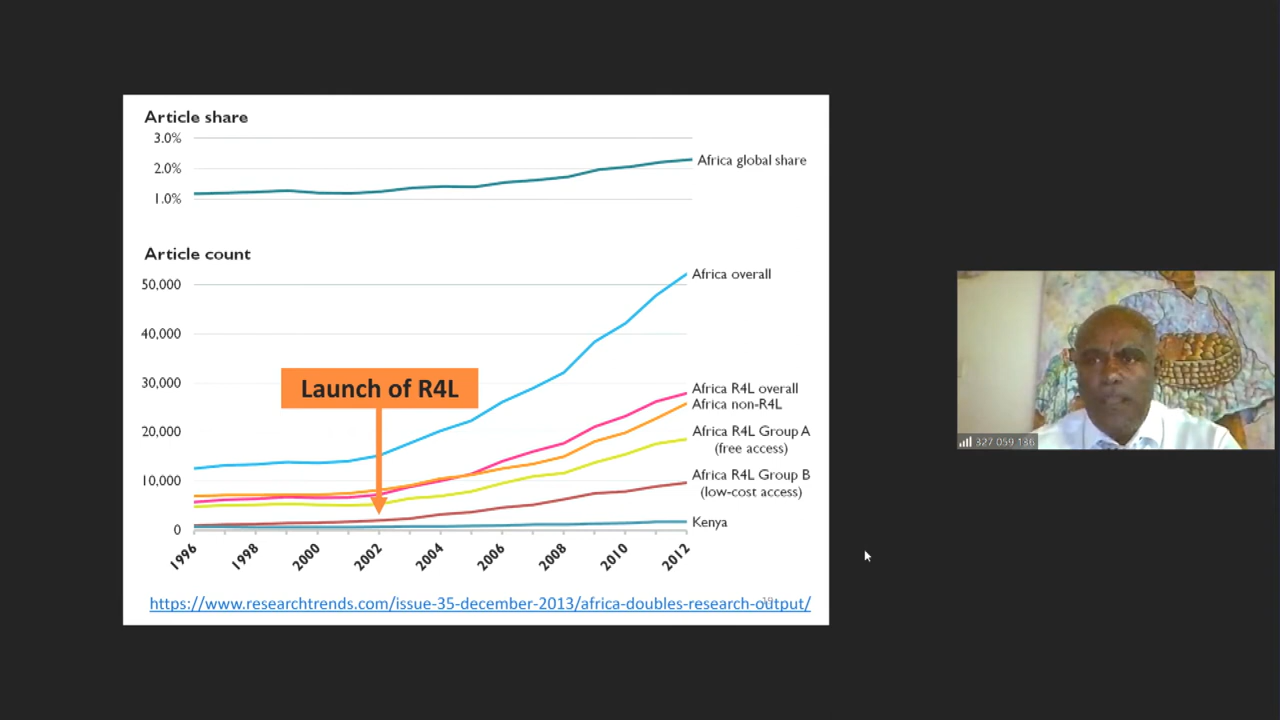 Article share
3.0%
2.0%
1.0%
Africa global share
Article count
50,000
40,000
30,000
20,000
10,000
0
Africa overall
Launch of R4L
Africa R4L overall
Africa non-R4L
Africa R4L Group A
(free access)
Africa R4L Group B
(low-cost access)
Kenya
1996
1998
2000
2002
2004
2006
2008
2010
2012
https://www.researchtrends.com/issue-35-december-2013/africa-doubles-research-output/
327 059 136